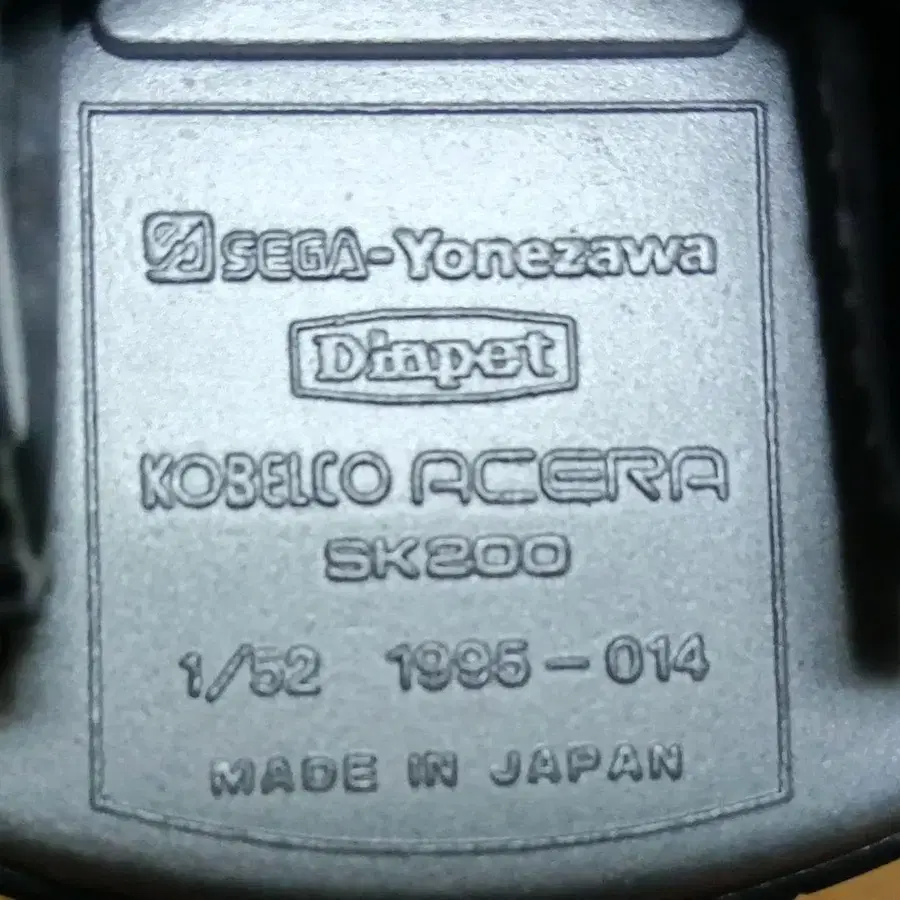 SEGA-Yonezawa
Diapet
KOBELCO ACERA
SK200
1/52 1995-014
MADE IN JAPAN